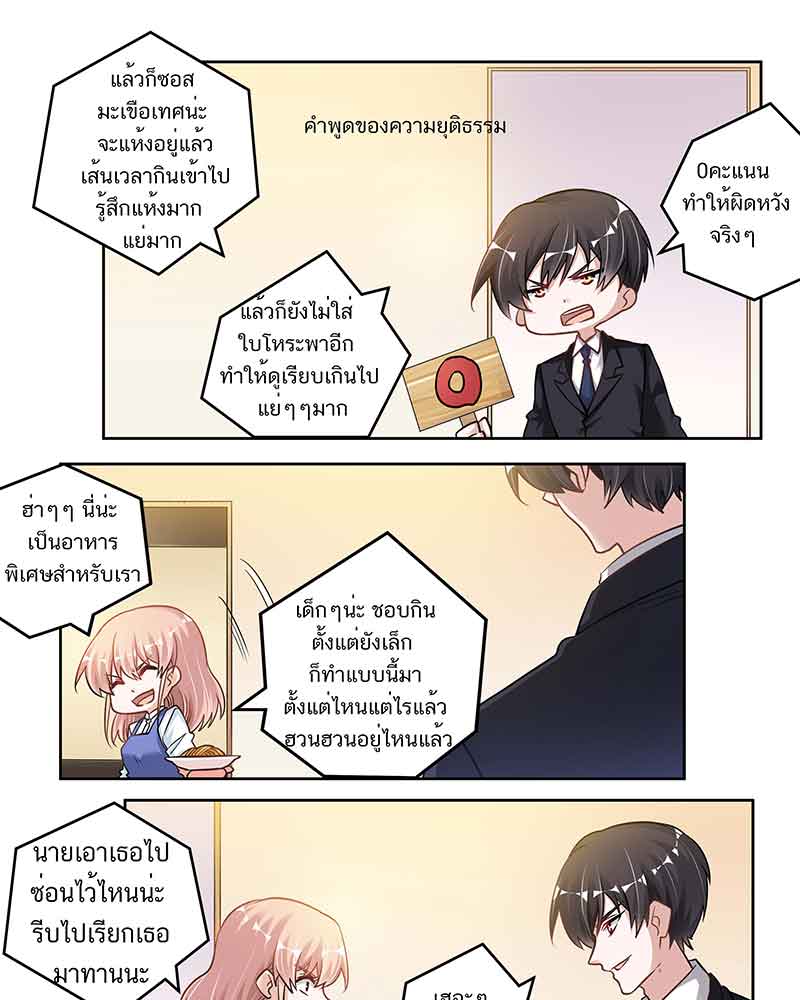 แล้วก็ซอส
มะเขือเทศน่ะ
จะแห้งอยู่แล้ว
เส้นเวลากินเข้าไป
รู้สึกแห้งมาก
แย่มาก
คำพูดของความยุติธรรม
0คะแนน
ทำให้ผิดหวัง
จริงๆ
แล้วก็ยังไม่ใส่
ใบโหระพาอีก
ทำให้ดูเรียบเกินไป
แย่ๆๆมาก
0
ฮ่าๆๆ นี่น่ะ
เป็นอาหาร
พิเศษสำหรับเรา
เด็กๆน่ะ ชอบกิน
ตั้งแต่ยังเล็ก
ก็ทำแบบนี้มา
ตั้งแต่ไหนแต่ไรแล้ว
ฮวนฮวนอยู่ไหนแล้ว
นายเอาเธอไป
ซ่อนไว้ไหนน่ะ
รีบไปเรียกเธอ
มาทานนะ